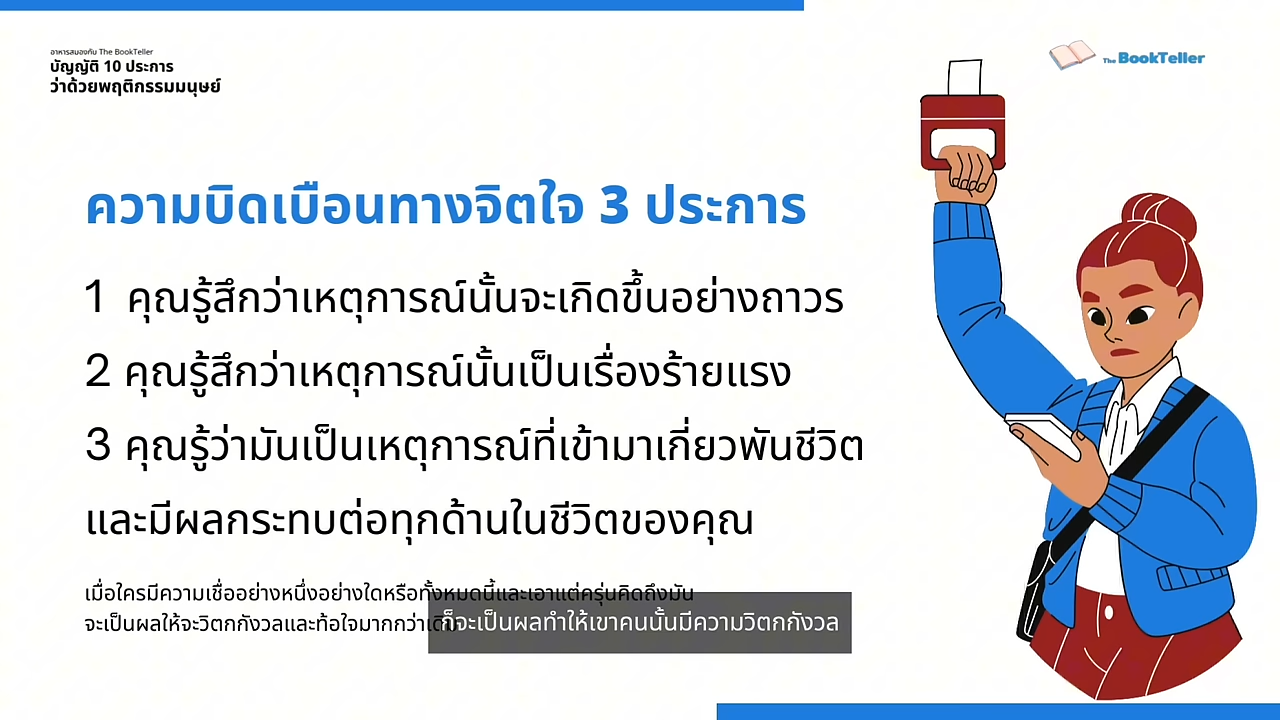 อาหารสมองกับ The BookTeller
บัญญัติ 10 ประการ
ว่าด้วยพฤติกรรมมนุษย์
The BookTeller
ความบิดเบือนทางจิตใจ 3 ประการ
1 คุณรู้สึกว่าเหตุการณ์นั้นจะเกิดขึ้นอย่างถาวร
2 คุณรู้สึกว่าเหตุการณ์นั้นเป็นเรื่องร้ายแรง
3 คุณรู้ว่ามันเป็นเหตุการณ์ที่เข้ามาเกี่ยวพันชีวิต
และมีผลกระทบต่อทุกด้านในชีวิตของคุณ
เมื่อใครมีความเชื่ออย่างหนึ่งอย่างใดหรือทั้งหมดนี้และเอาแต่ครุ่นคิดถึงมัน
จะเป็นผลให้จะวิตกกังวลและท้อใจมากกว่าเดิม
ก็จะเป็นผลทำให้เขาคนนั้นมีความวิตกกังวล